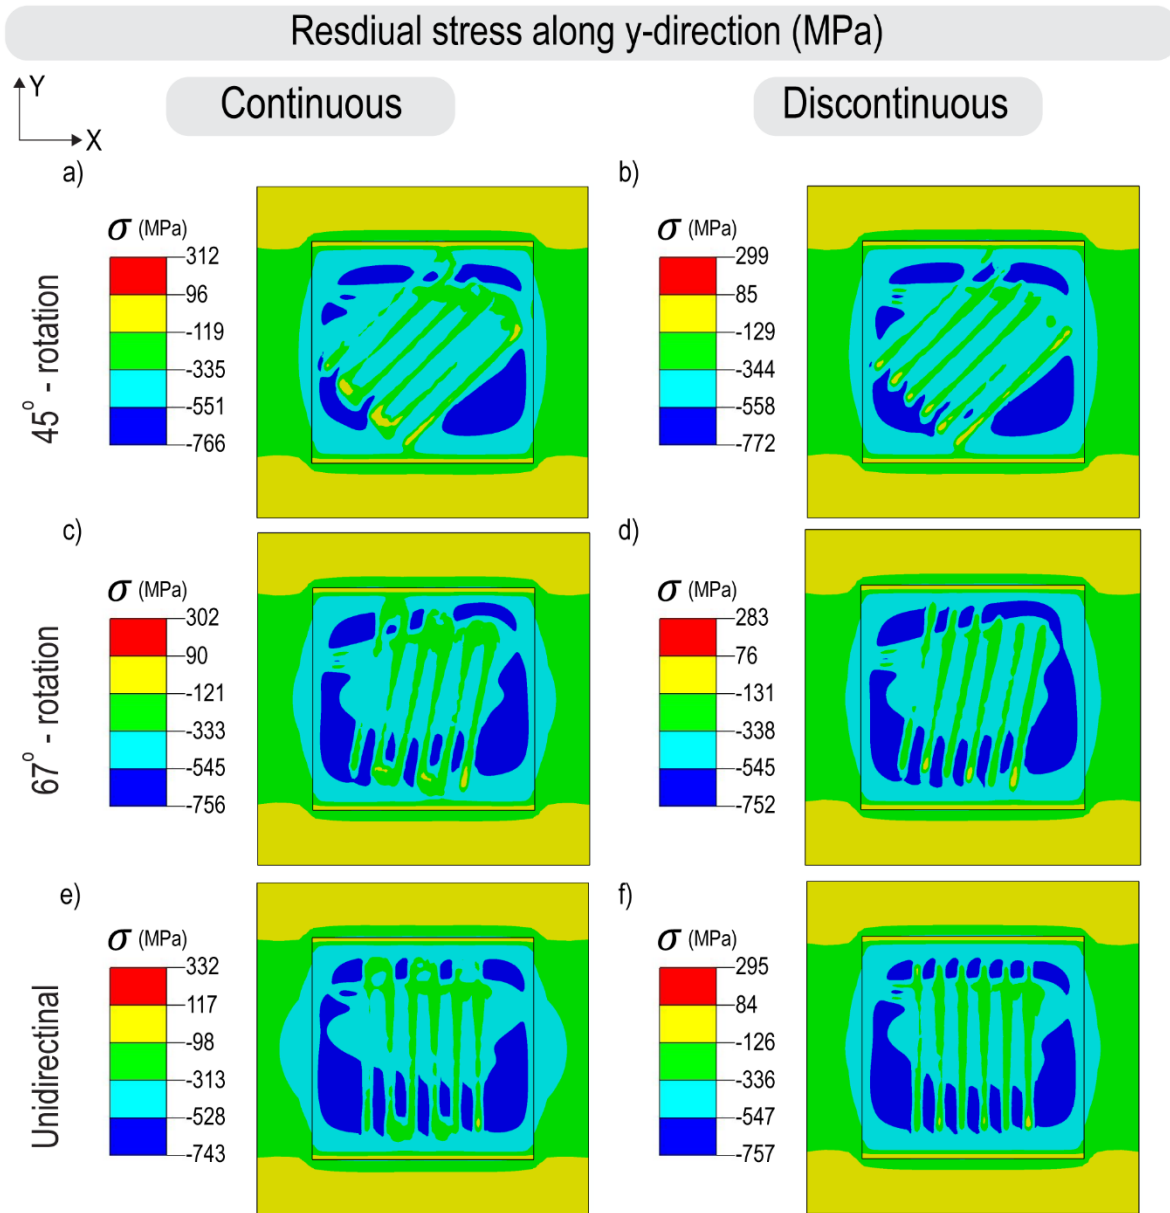 Resdiual stress along y-direction (MPa)
Continuous
Discontinuous
Y
X
a)
b)
45° - rotation
σ (MPa)
312
96
-119
-335
-551
-766
σ (MPa)
299
85
-129
-344
-558
-772
c)
d)
67° - rotation
σ (MPa)
302
90
-121
-333
-545
-756
σ (MPa)
283
76
-131
-338
-545
-752
e)
f)
Unidirectinal
σ (MPa)
332
117
-98
-313
-528
-743
σ (MPa)
295
84
-126
-336
-547
-757